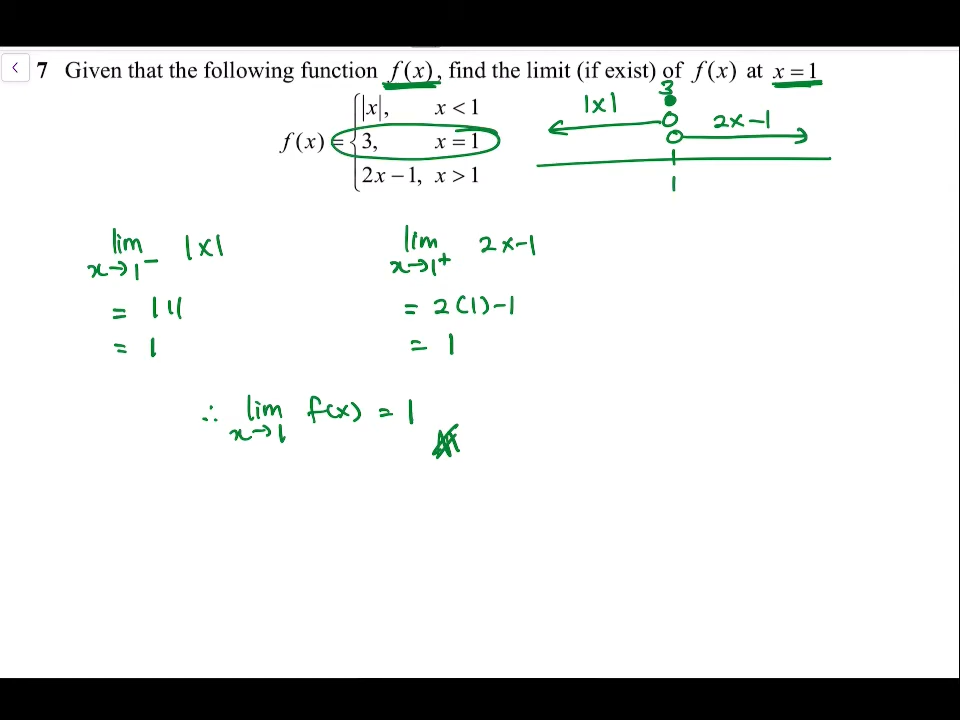 7 Given that the following function f(x), find the limit (if exist) of f(x) at x = 1
f(x) = { |x|, x < 1
3, x = 1
2x − 1, x > 1
3
|x| 2x −1
1
lim x→1⁻ |x|
= |1|
= 1
lim x→1⁺ 2x−1
= 2(1)−1
= 1
∴ lim x→1 f(x) = 1